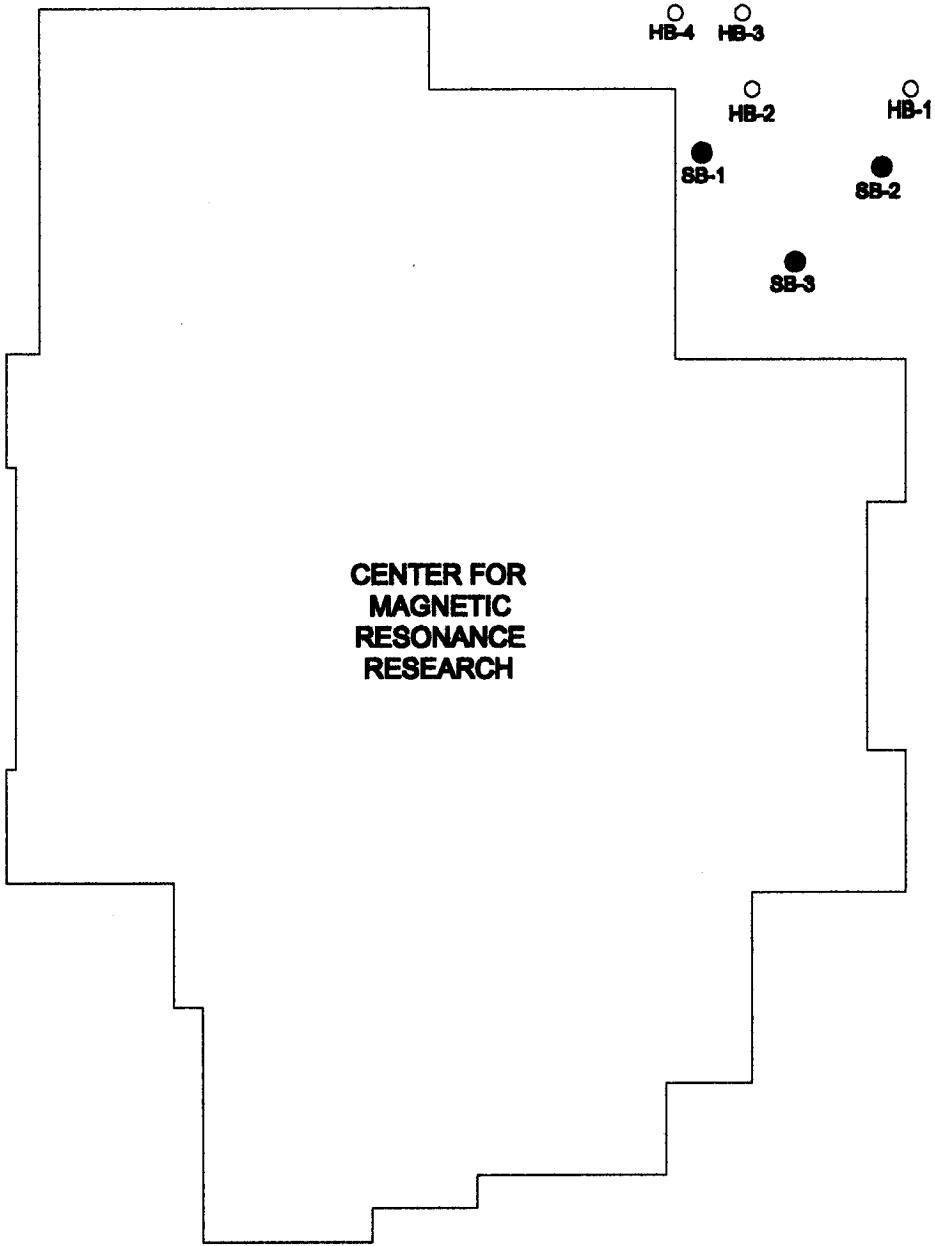 HB-4 HB-3
HB-2 HB-1
SB-1
SB-2
SB-3
CENTER FOR
MAGNETIC
RESONANCE
RESEARCH